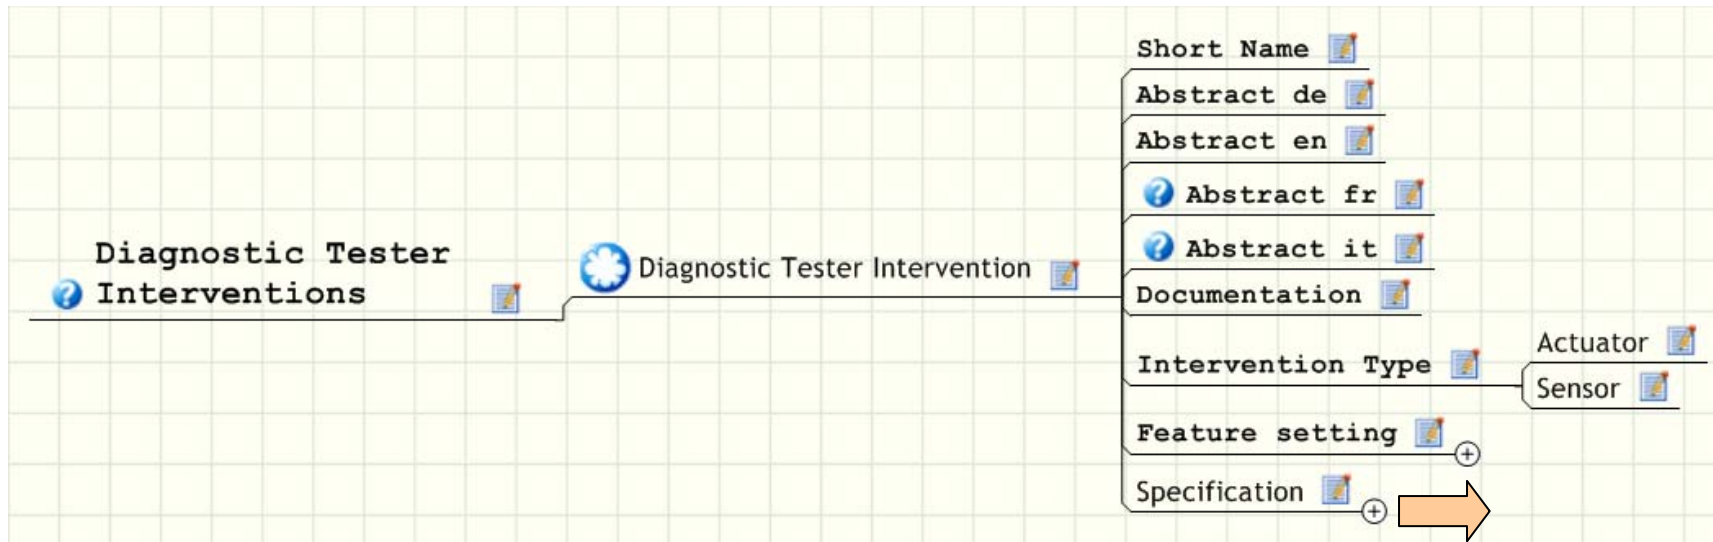 Diagnostic Tester
Interventions
Diagnostic Tester Intervention
Short Name
Abstract de
Abstract en
Abstract fr
Abstract it
Documentation
Intervention Type
Actuator
Sensor
Feature setting
Specification